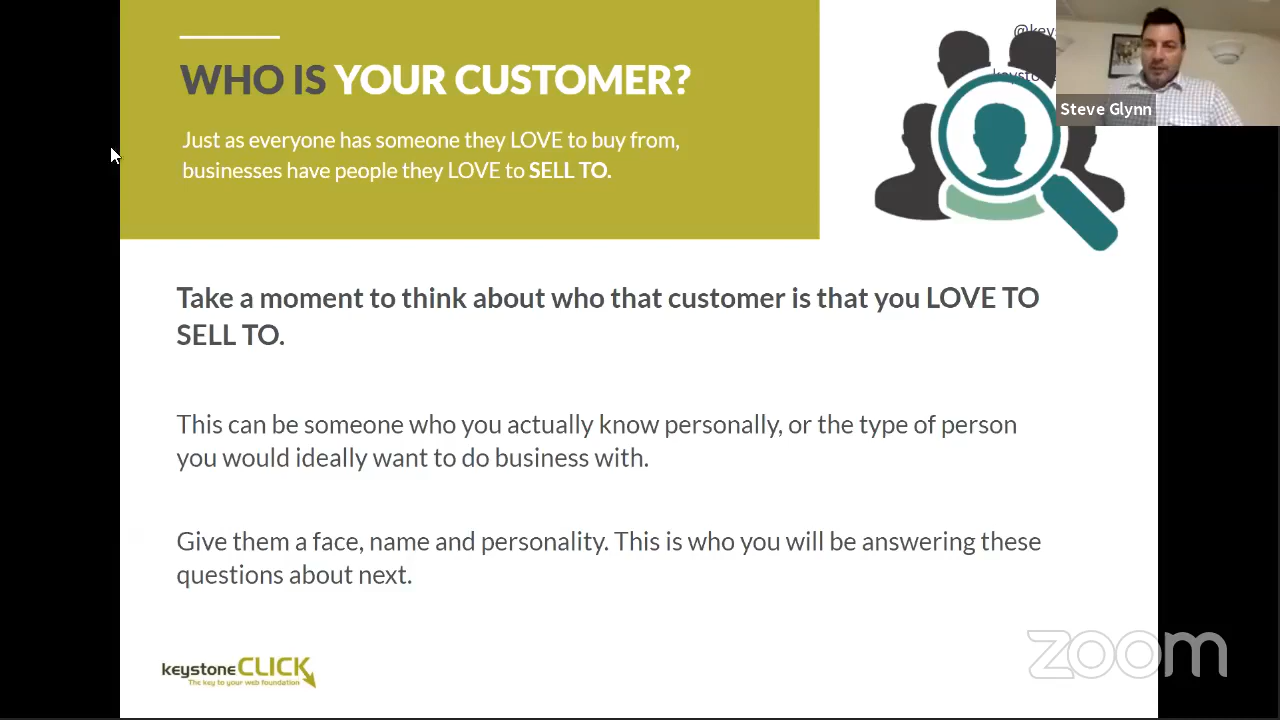 WHO IS YOUR CUSTOMER?
Just as everyone has someone they LOVE to buy from,
businesses have people they LOVE to SELL TO.
@key
keysto
Steve Glynn
Take a moment to think about who that customer is that you LOVE TO
SELL TO.
This can be someone who you actually know personally, or the type of person
you would ideally want to do business with.
Give them a face, name and personality. This is who you will be answering these
questions about next.
keystoneCLICK
The key to your web foundation
zoom